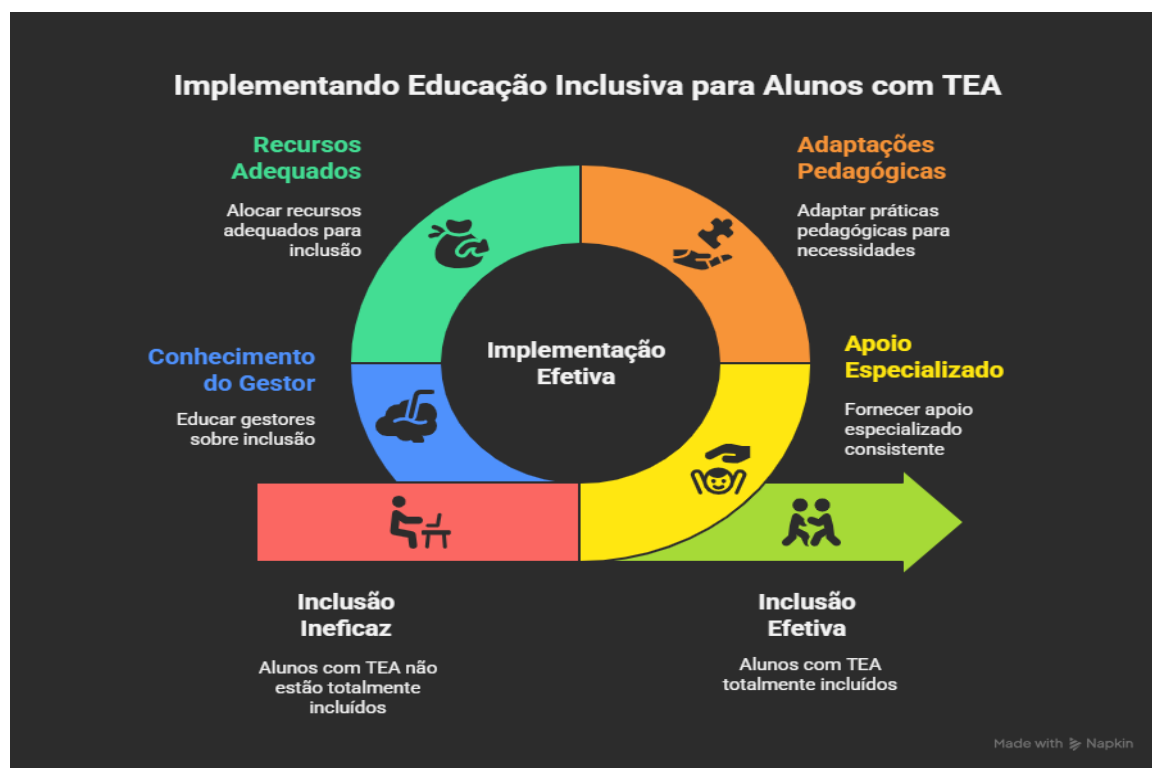 Implementando Educação Inclusiva para Alunos com TEA
Recursos
Adequados
Alocar recursos
adequados para
inclusão
Adaptações
Pedagógicas
Adaptar práticas
pedagógicas para
necessidades
Conhecimento
do Gestor
Educar gestores
sobre inclusão
Implementação
Efetiva
Apoio
Especializado
Fornecer apoio
especializado
consistente
Inclusão
Ineficaz
Alunos com TEA não
estão totalmente
incluídos
Inclusão
Efetiva
Alunos com TEA
totalmente incluídos
Made with Napkin